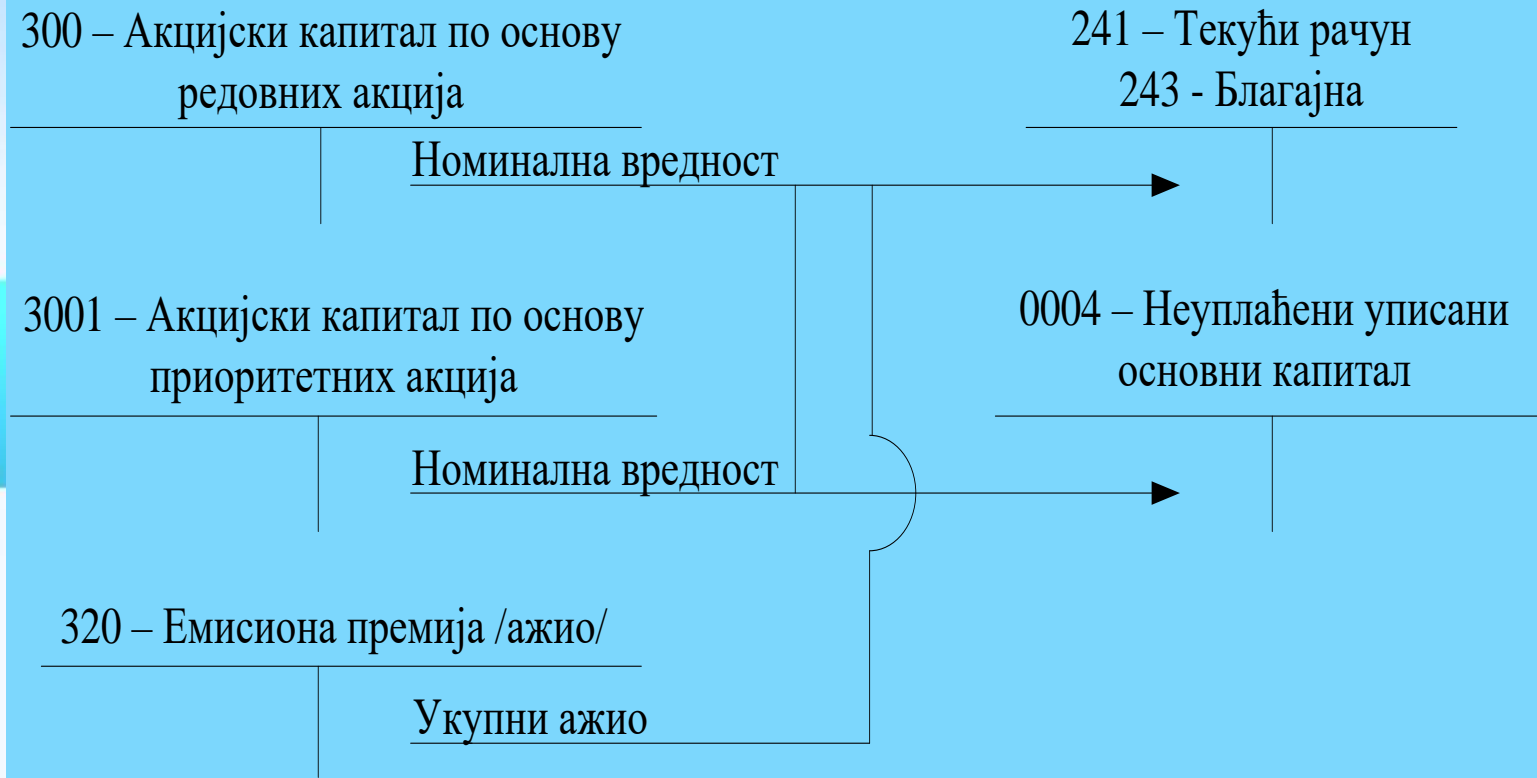 300 – Акцијски капитал по основу
редовних акција
241 – Текући рачун
243 - Благајна
Номинална вредност
3001 – Акцијски капитал по основу
приоритетних акција
0004 – Неуплаћени уписани
основни капитал
Номинална вредност
320 – Емисиона премија /ажио/
Укупни ажио